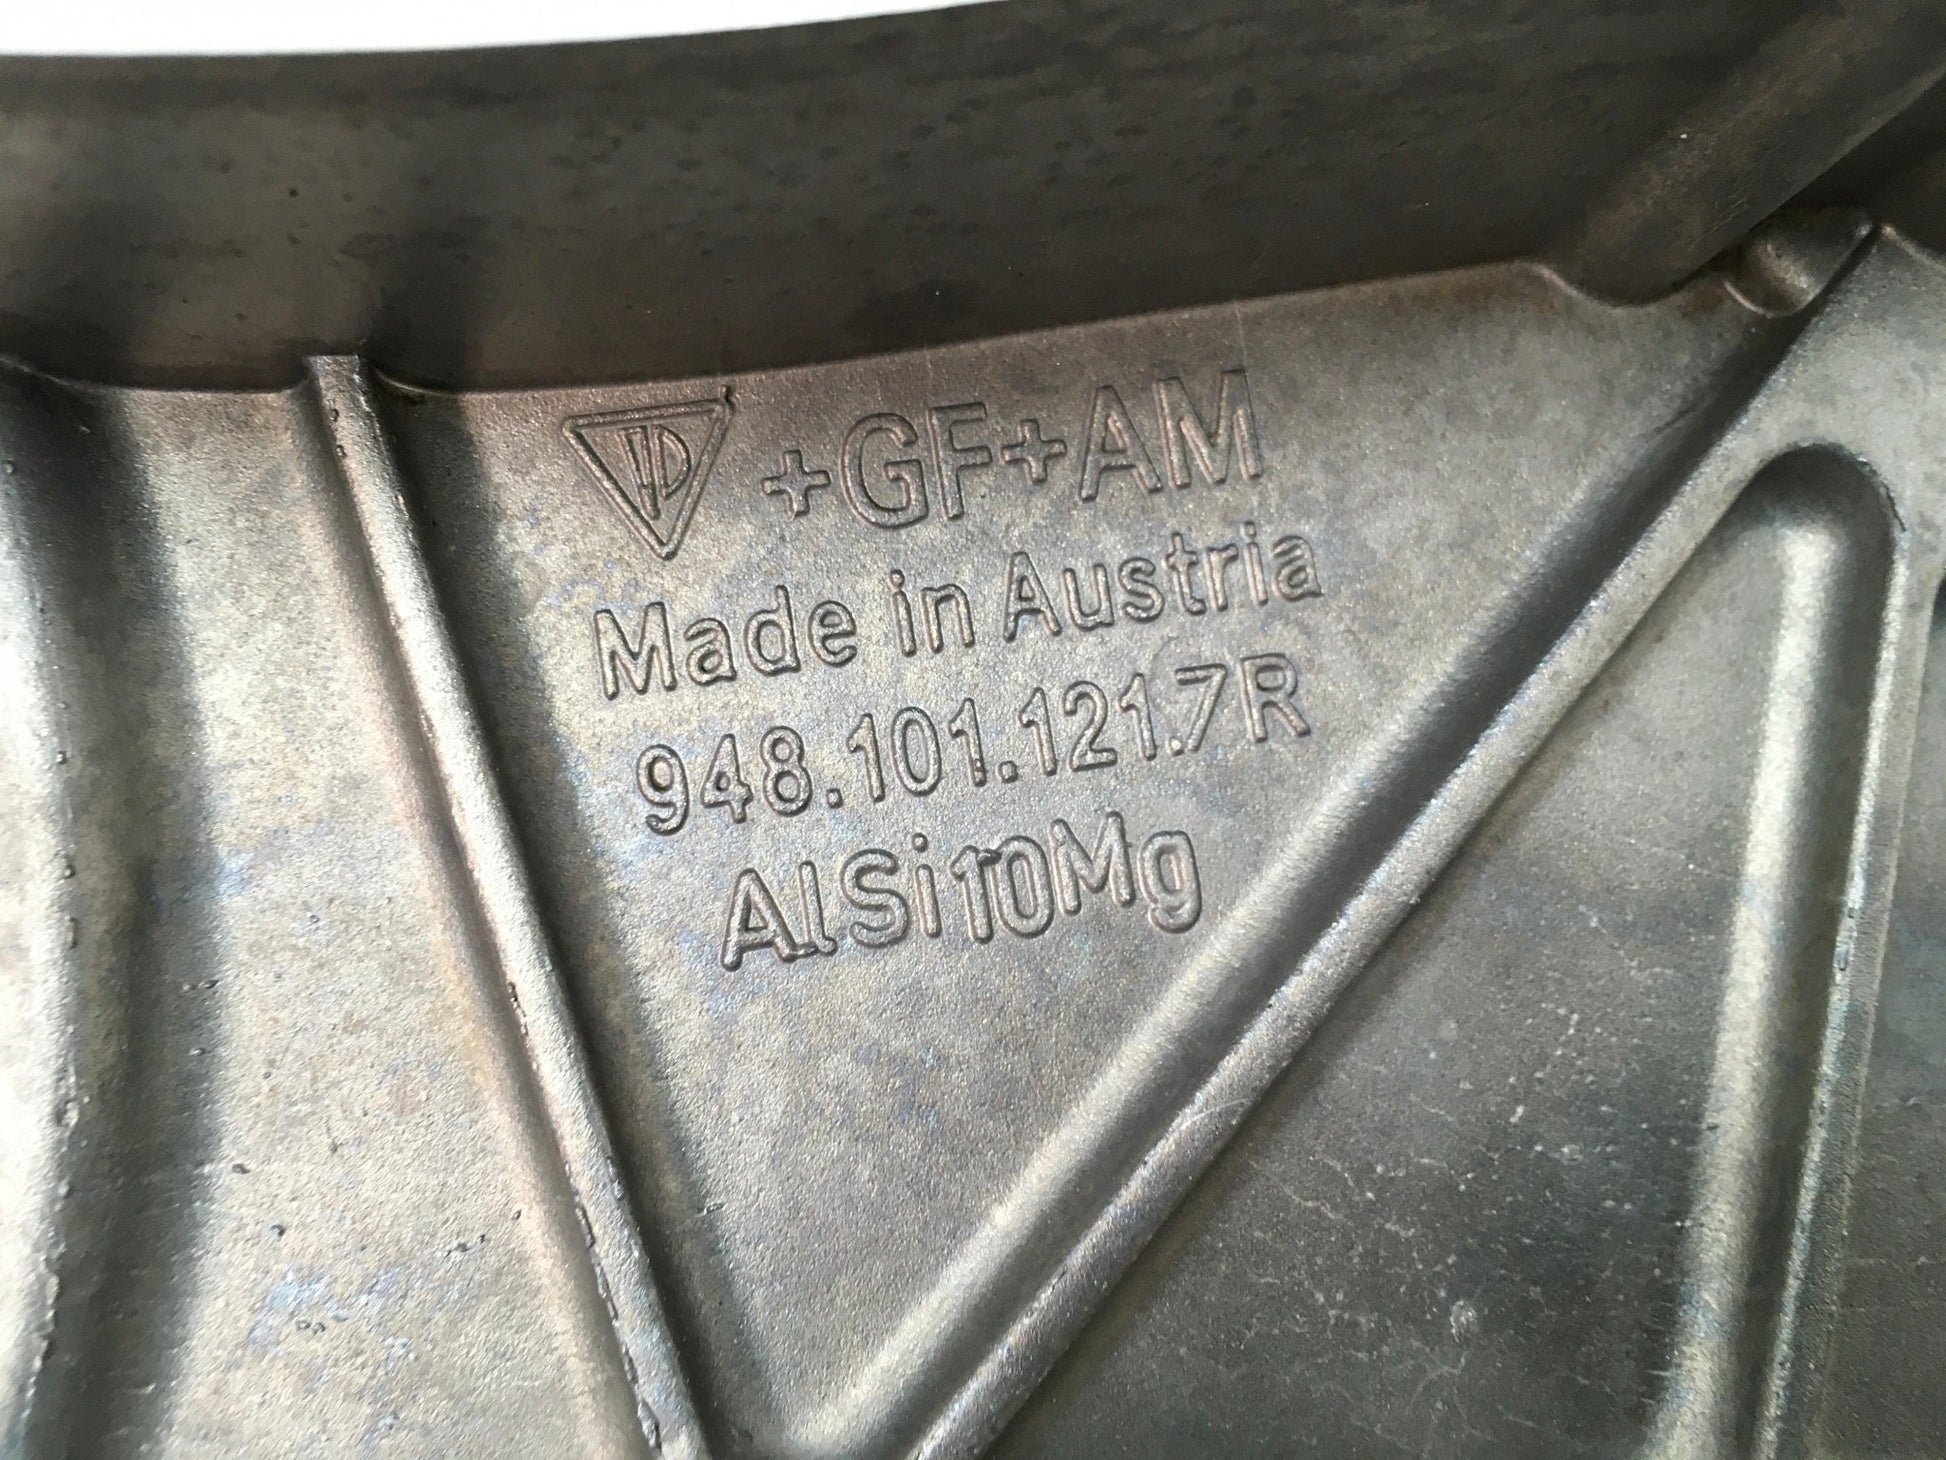 +GF+AM
Made in Austria
948.101.121.7R
AlSi10Mg